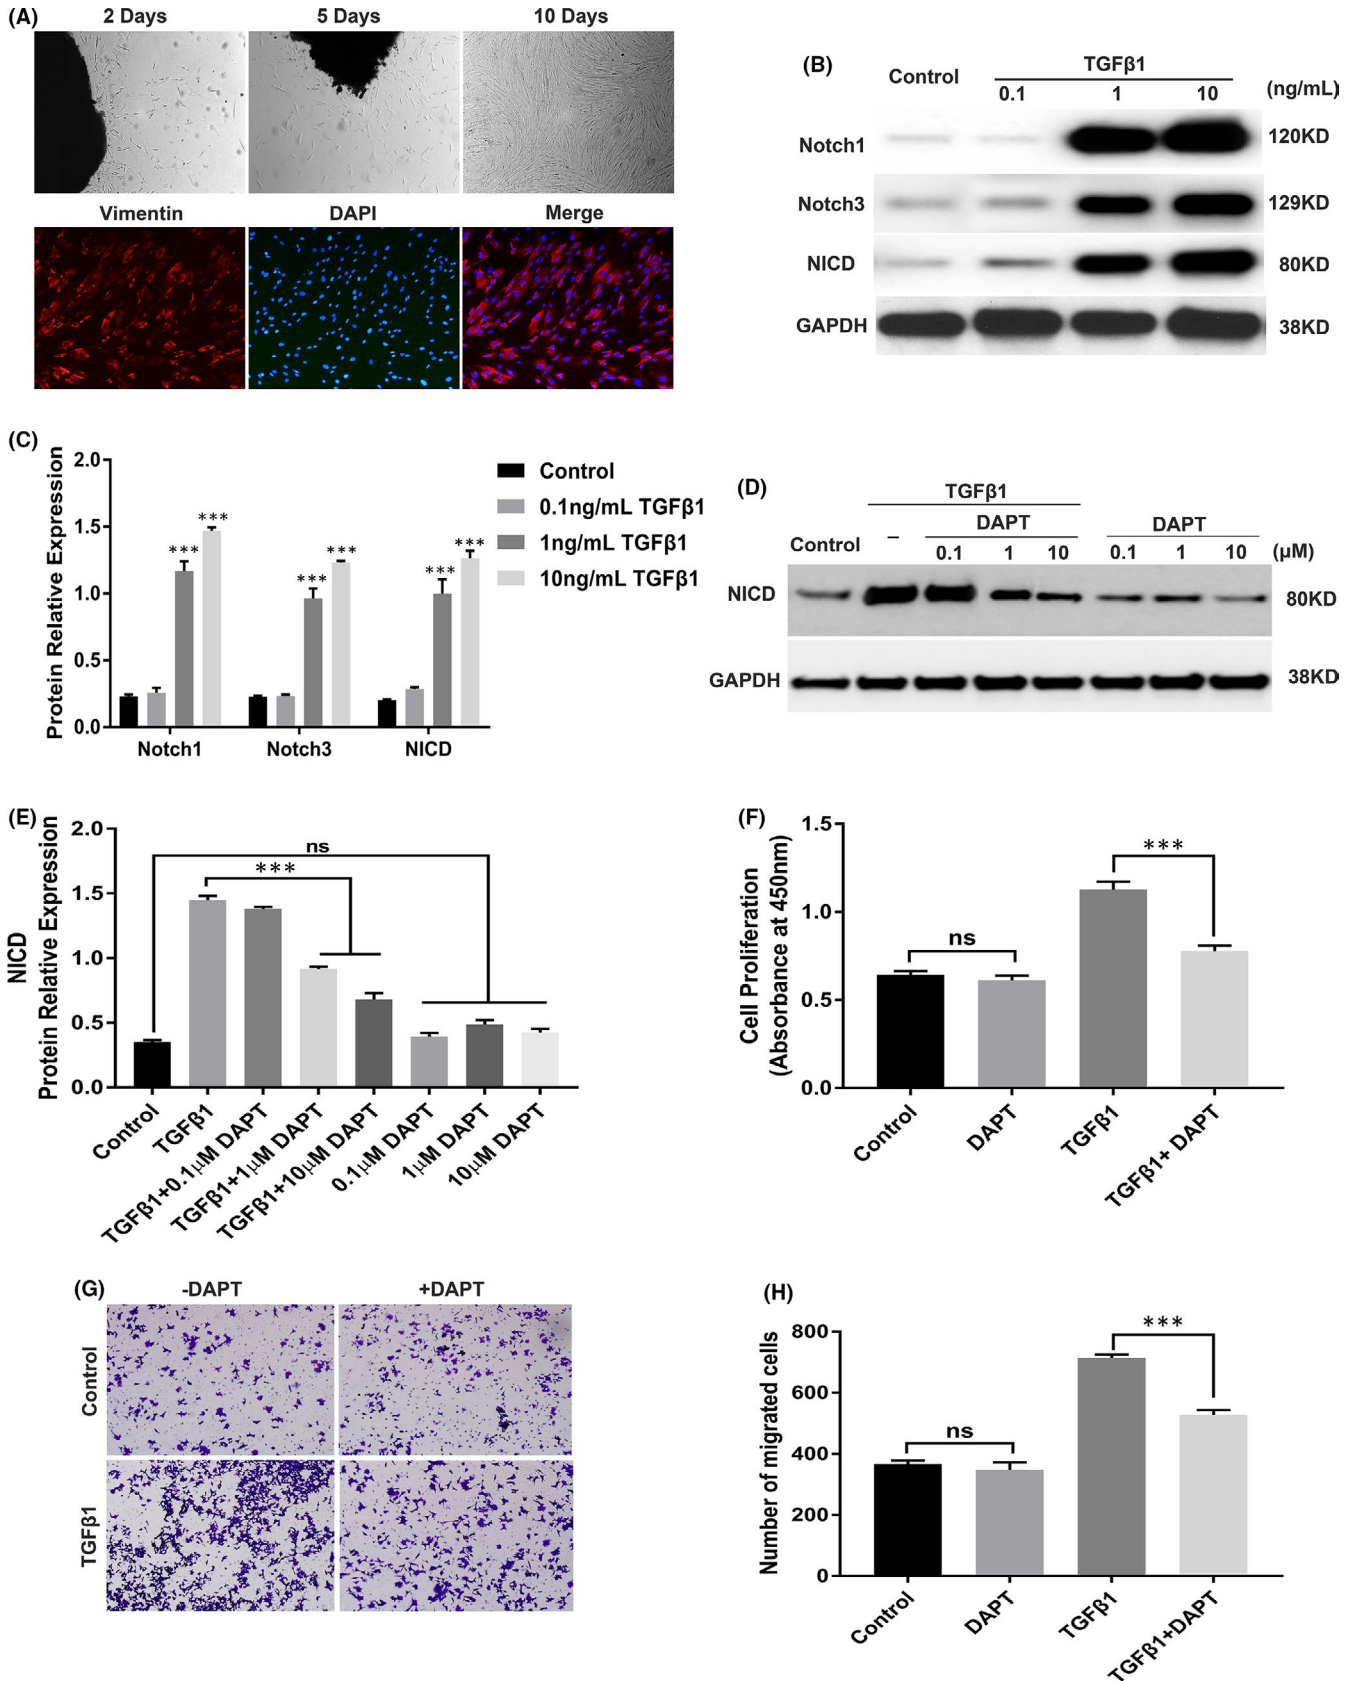 (A)
2 Days 5 Days 10 Days
Vimentin DAPI Merge
(B)
Control TGFβ1
0.1 1 10 (ng/mL)
Notch1 120KD
Notch3 129KD
NICD 80KD
GAPDH 38KD
(C)
Protein Relative Expression
2.0
1.5
1.0
0.5
0.0
*** *** *** *** *** ***
Notch1 Notch3 NICD
Control
0.1ng/mL TGFβ1
1ng/mL TGFβ1
10ng/mL TGFβ1
(D)
TGFβ1
DAPT DAPT
Control – 0.1 1 10 0.1 1 10 (μM)
NICD 80KD
GAPDH 38KD
(E)
NICD
Protein Relative Expression
2.0
1.5
1.0
0.5
0.0
ns
***
Control
TGFβ1
TGFβ1+0.1μM DAPT
TGFβ1+1μM DAPT
TGFβ1+10μM DAPT
0.1μM DAPT
1μM DAPT
10μM DAPT
(F)
Cell Proliferation
(Absorbance at 450nm)
1.5
1.0
0.5
0.0
ns
***
Control
DAPT
TGFβ1
TGFβ1+ DAPT
(G)
-DAPT +DAPT
Control
TGFβ1
(H)
Number of migrated cells
800
600
400
200
0
ns
***
Control
DAPT
TGFβ1
TGFβ1+DAPT